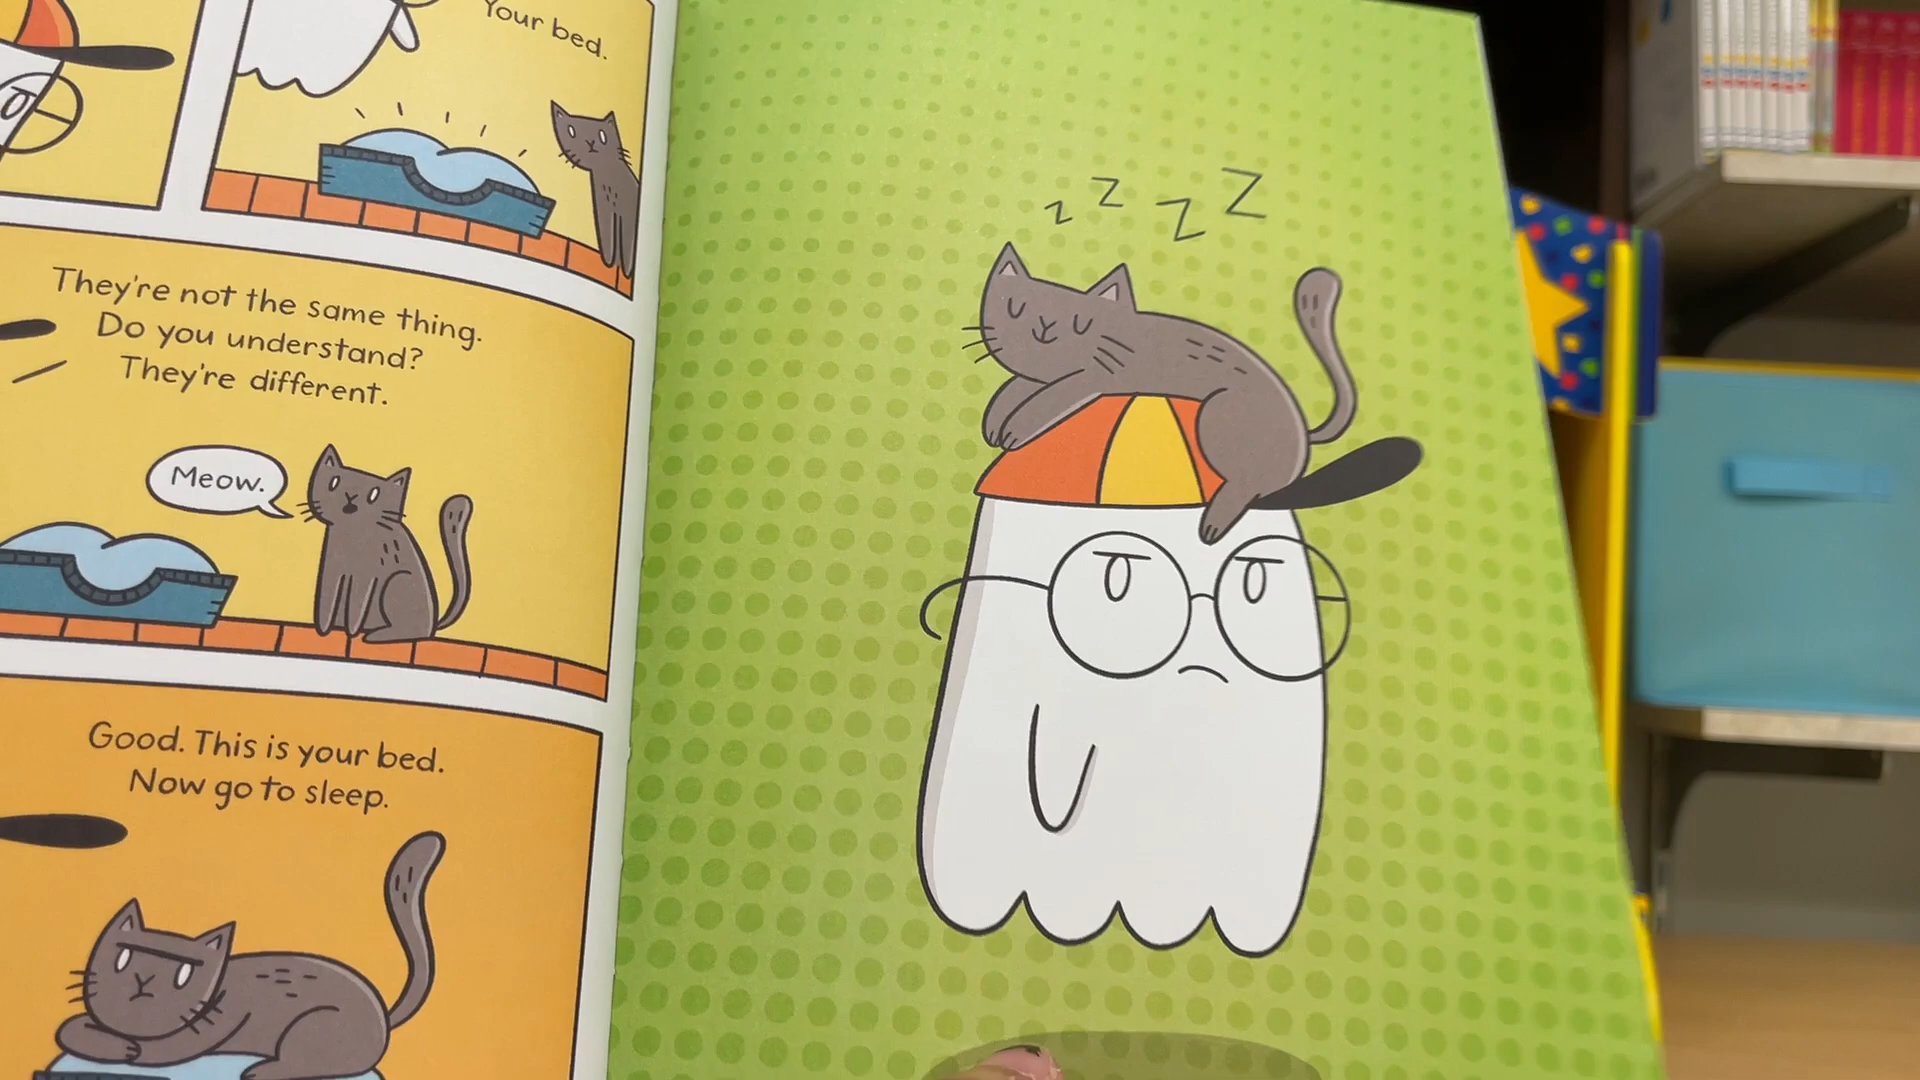 Your bed.
They're not the same thing.
Do you understand?
They're different.
Meow.
Good. This is your bed.
Now go to sleep.
z z Z Z